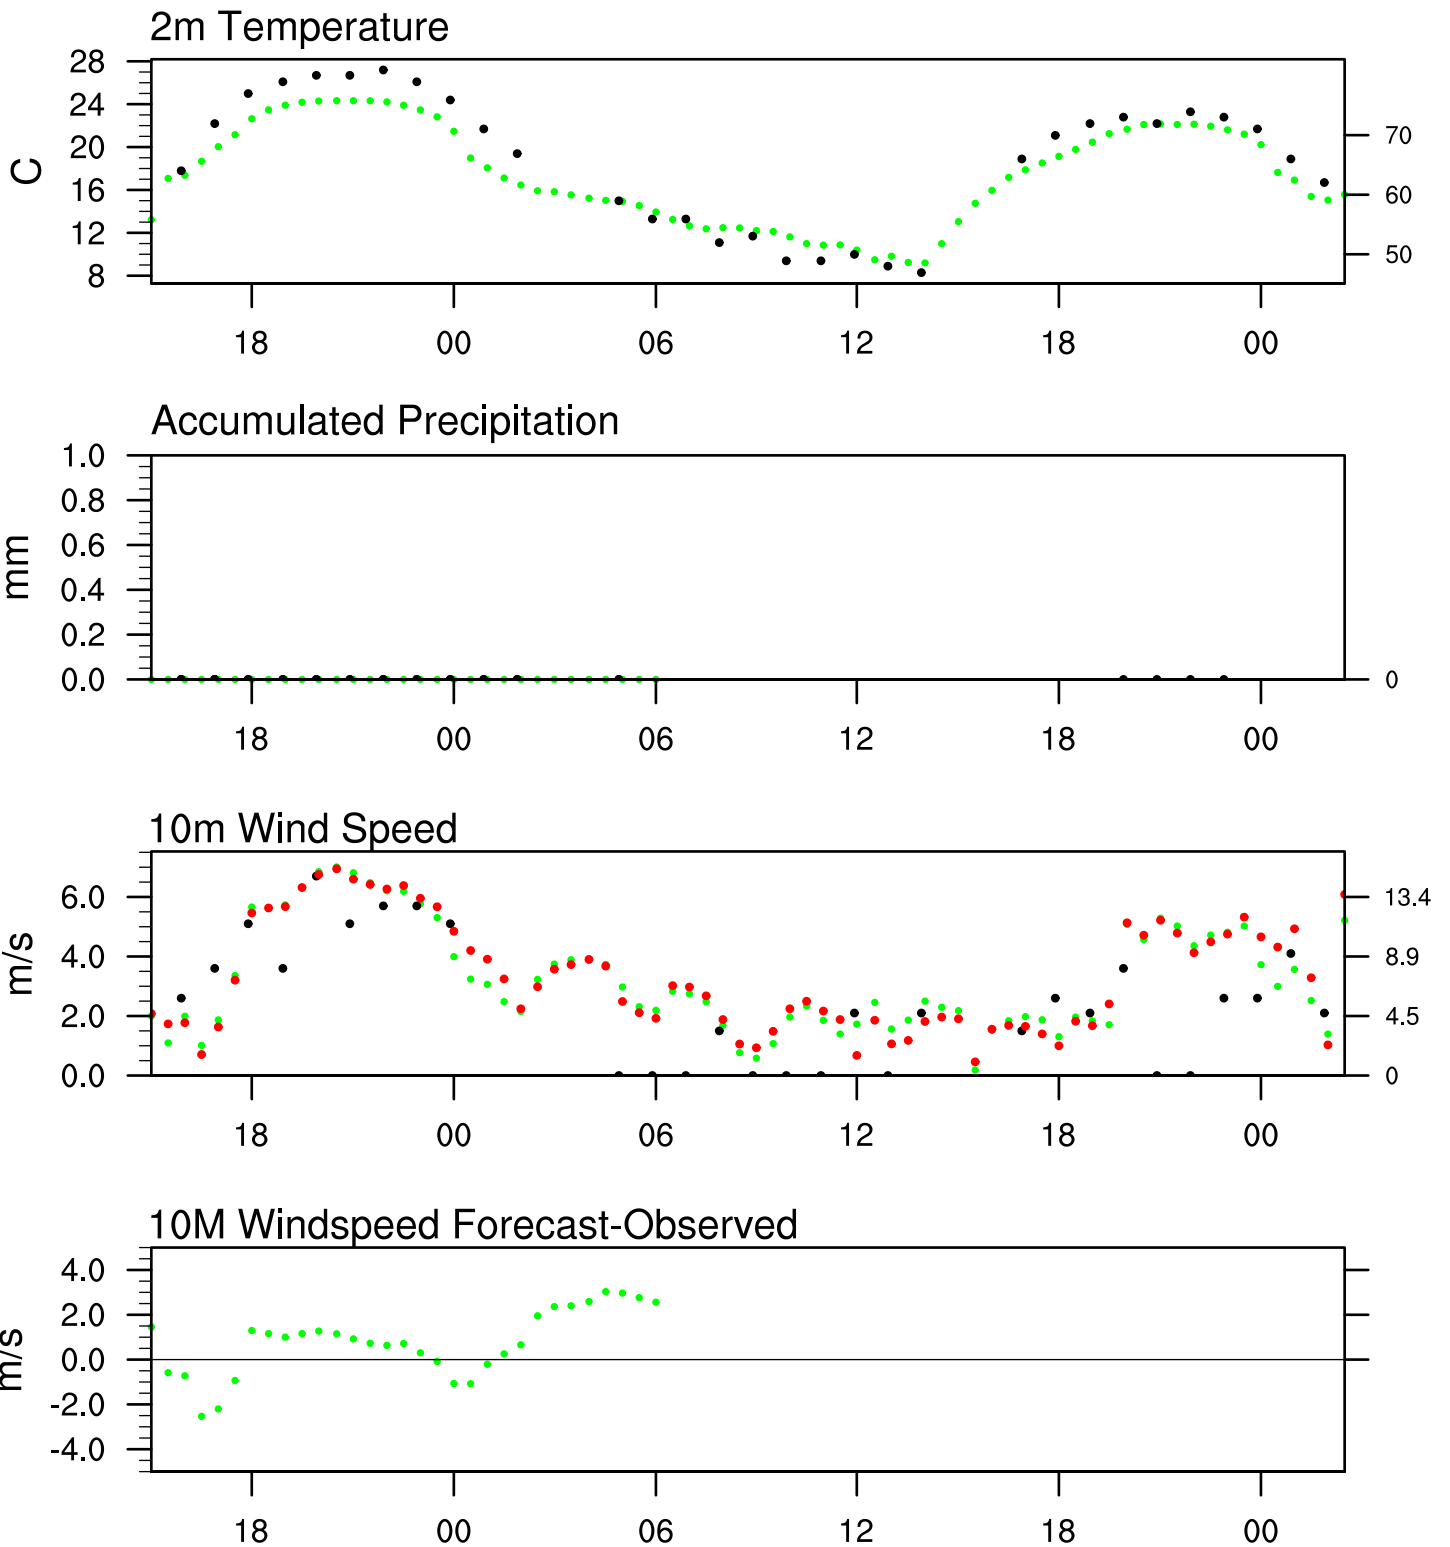 2m Temperature
28
24
20
16
12
8
C
70
60
50
18 00 06 12 18 00
Accumulated Precipitation
1.0
0.8
0.6
0.4
0.2
0.0
mm
0
18 00 06 12 18 00
10m Wind Speed
6.0
4.0
2.0
0.0
m/s
13.4
8.9
4.5
0
18 00 06 12 18 00
10M Windspeed Forecast-Observed
4.0
2.0
0.0
-2.0
-4.0
m/s
18 00 06 12 18 00